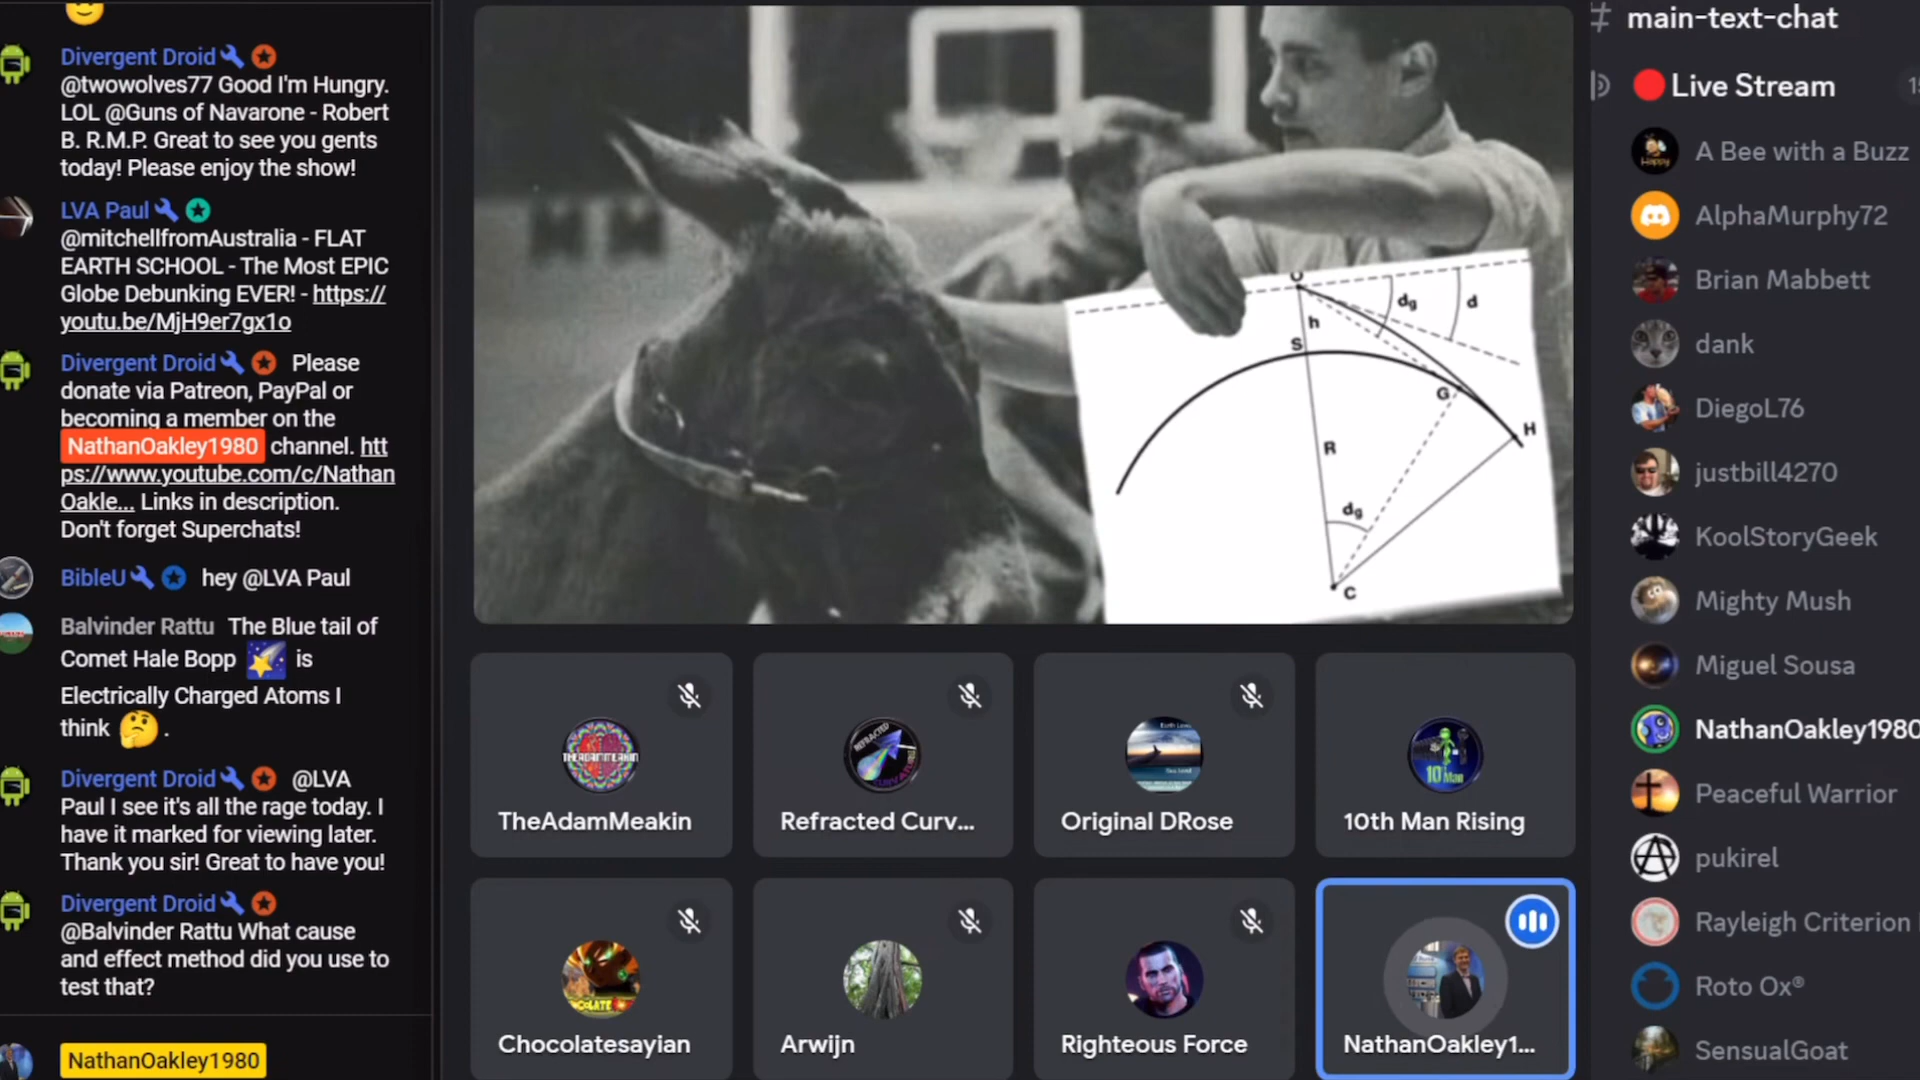 Divergent Droid
@twowolves77 Good I'm Hungry.
LOL @Guns of Navarone - Robert
B. R.M.P. Great to see you gents
today! Please enjoy the show!
LVA Paul
@mitchellfromAustralia - FLAT
EARTH SCHOOL - The Most EPIC
Globe Debunking EVER! - https://
youtu.be/MjH9er7gx1o
Divergent Droid Please
donate via Patreon, PayPal or
becoming a member on the
NathanOakley1980 channel. htt
ps://www.youtube.com/c/Nathan
Oakle... Links in description.
Don't forget Superchats!
BibleU hey @LVA Paul
Balvinder Rattu The Blue tail of
Comet Hale Bopp is
Electrically Charged Atoms I
think .
Divergent Droid @LVA
Paul I see it's all the rage today. I
have it marked for viewing later.
Thank you sir! Great to have you!
Divergent Droid
@Balvinder Rattu What cause
and effect method did you use to
test that?
NathanOakley1980
O
dg
d
h
S
G
H
R
dg
C
THEADAMMEAKIN
TheAdamMeakin
REFRACTED
Refracted Curv...
Original DRose
10 Man
10th Man Rising
Chocolatesayian
Arwijn
Righteous Force
NathanOakley1...
# main-text-chat
Live Stream
Happy
A Bee with a Buzz
AlphaMurphy72
Brian Mabbett
dank
DiegoL76
justbill4270
KoolStoryGeek
Mighty Mush
Miguel Sousa
NathanOakley1980
Peaceful Warrior
pukirel
Rayleigh Criterion
Roto Ox®
SensualGoat